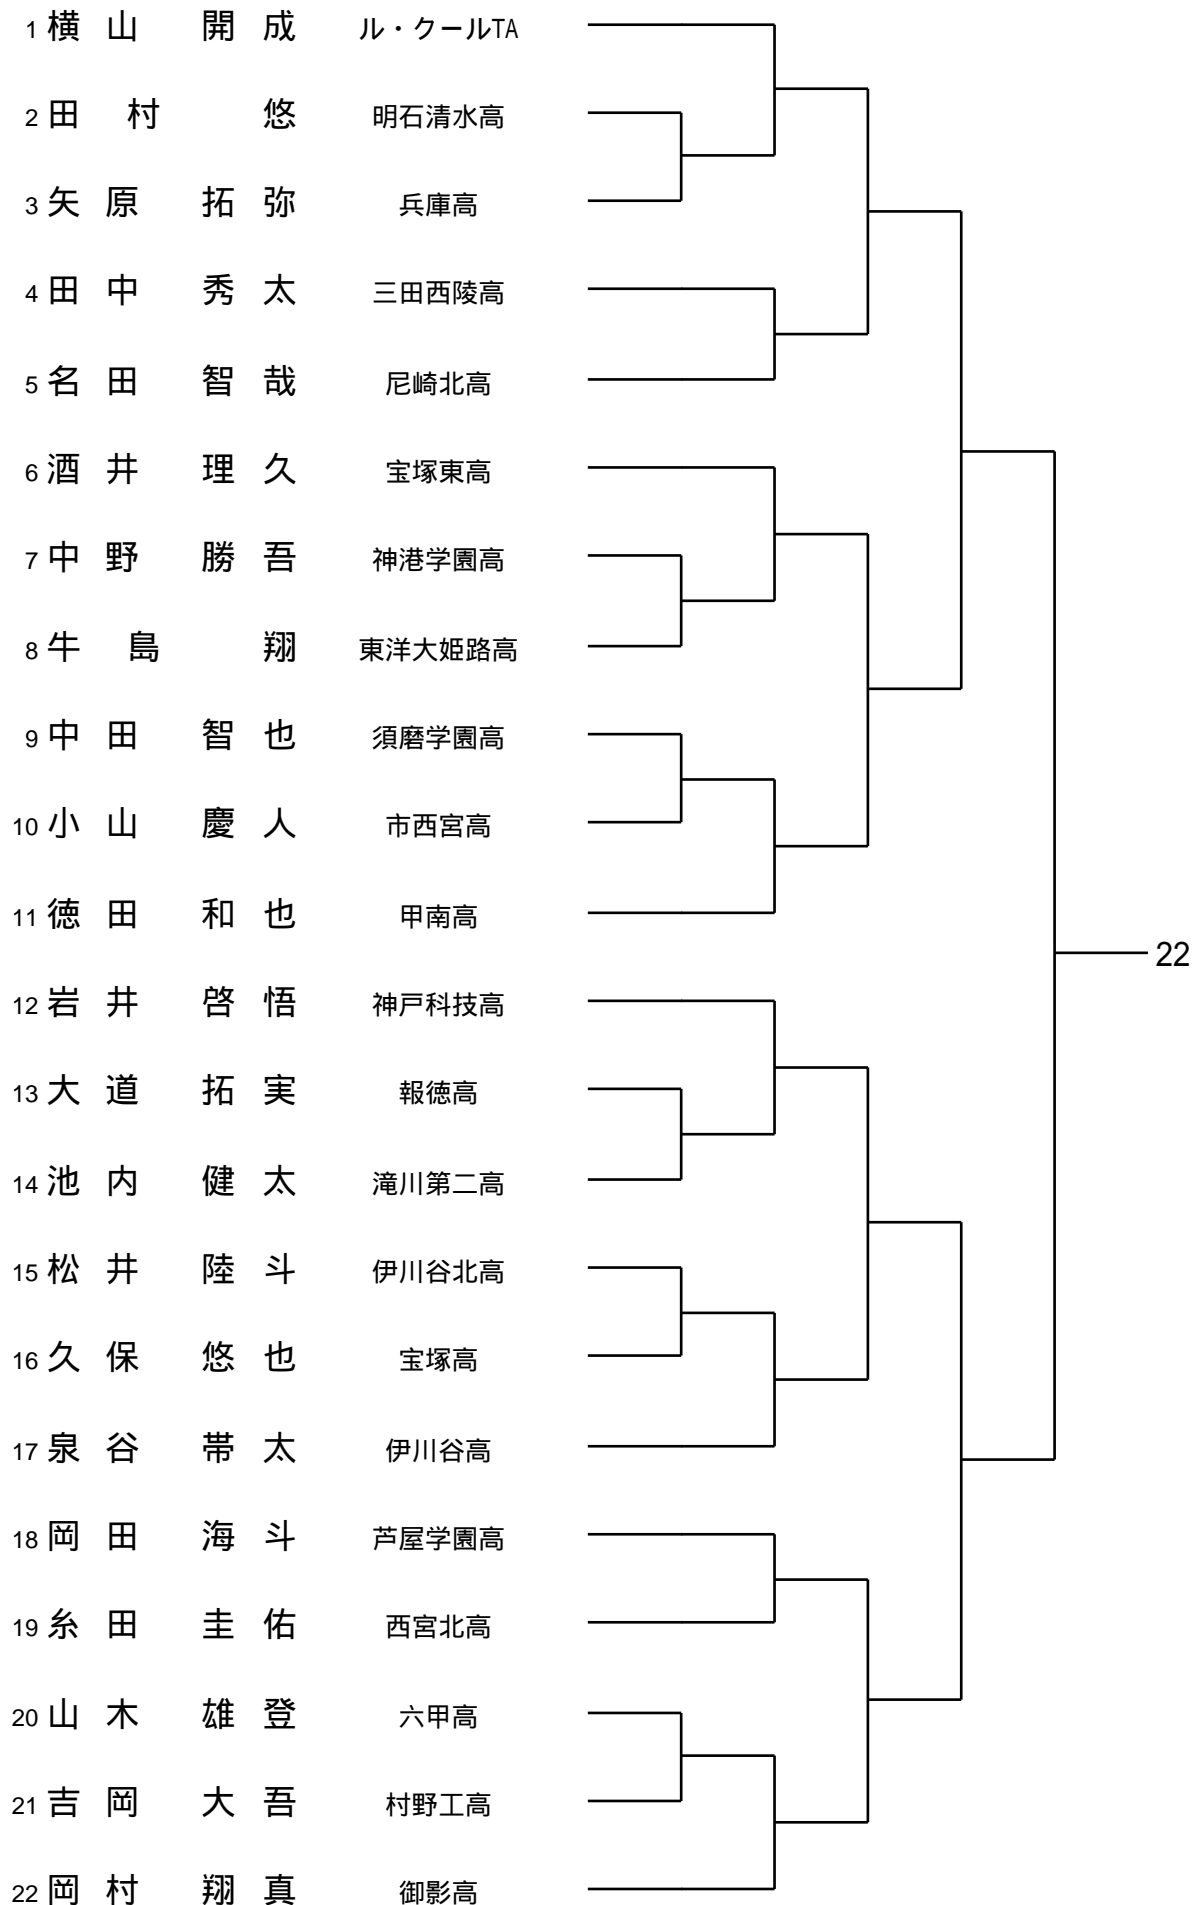 1 横山 開成 ル・クールTA
2 田村 悠 明石清水高
3 矢原 拓弥 兵庫高
4 田中 秀太 三田西陵高
5 名田 智哉 尼崎北高
6 酒井 理久 宝塚東高
7 中野 勝吾 神港学園高
8 牛島 翔 東洋大姫路高
9 中田 智也 須磨学園高
10 小山 慶人 市西宮高
11 徳田 和也 甲南高
22
12 岩井 啓悟 神戸科技高
13 大道 拓実 報徳高
14 池内 健太 滝川第二高
15 松井 陸斗 伊川谷北高
16 久保 悠也 宝塚高
17 泉谷 帯太 伊川谷高
18 岡田 海斗 芦屋学園高
19 糸田 圭佑 西宮北高
20 山木 雄登 六甲高
21 吉岡 大吾 村野工高
22 岡村 翔真 御影高